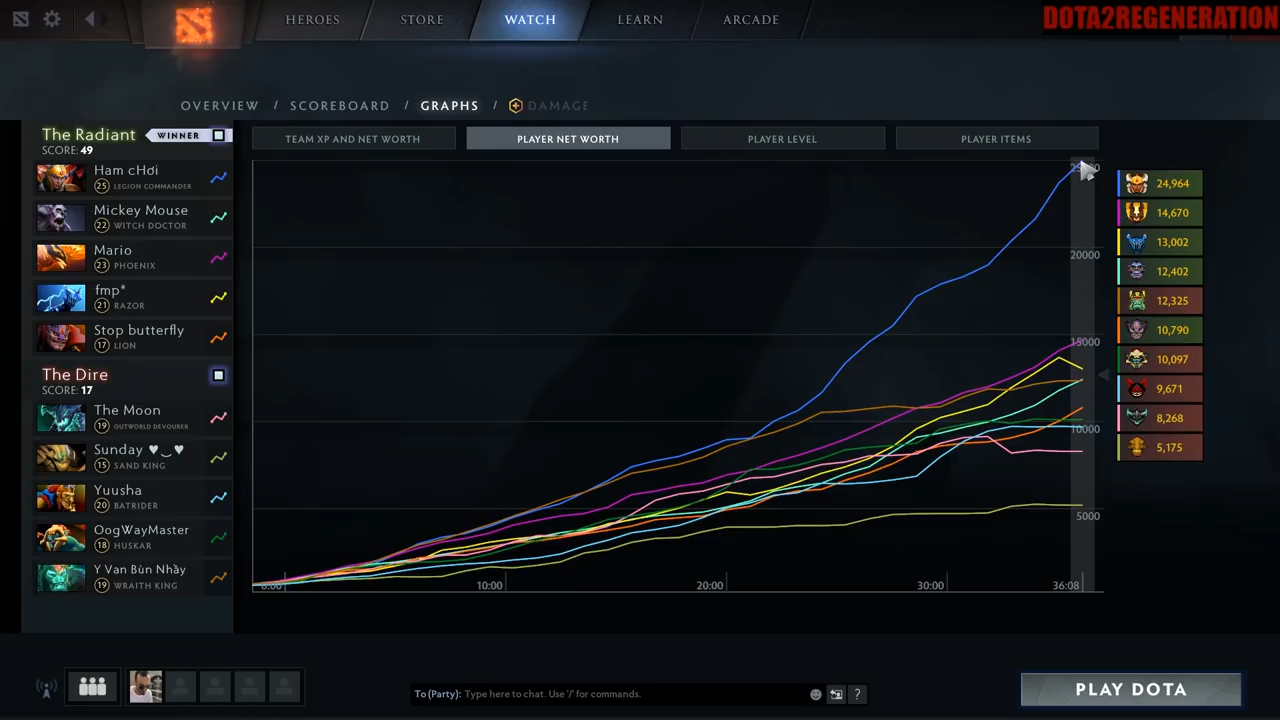 HEROES
STORE
WATCH
LEARN
ARCADE
DOTA2REGENERATION
OVERVIEW / SCOREBOARD / GRAPHS / DAMAGE
The Radiant
WINNER
SCORE: 49
Ham cHơi
25 LEGION COMMANDER
Mickey Mouse
22 WITCH DOCTOR
Mario
23 PHOENIX
fmp*
21 RAZOR
Stop butterfly
17 LION
The Dire
SCORE: 17
The Moon
19 OUTWORLD DEVOURER
Sunday ♥‿♥
15 SAND KING
Yuusha
20 BATRIDER
OogWayMaster
18 HUSKAR
Y Van Bùn Nhầy
19 WRAITH KING
TEAM XP AND NET WORTH
PLAYER NET WORTH
PLAYER LEVEL
PLAYER ITEMS
20000
15000
10000
5000
0:00
10:00
20:00
30:00
36:08
24,964
14,670
13,002
12,402
12,325
10,790
10,097
9,671
8,268
5,175
To (Party): Type here to chat. Use '/' for commands.
?
PLAY DOTA